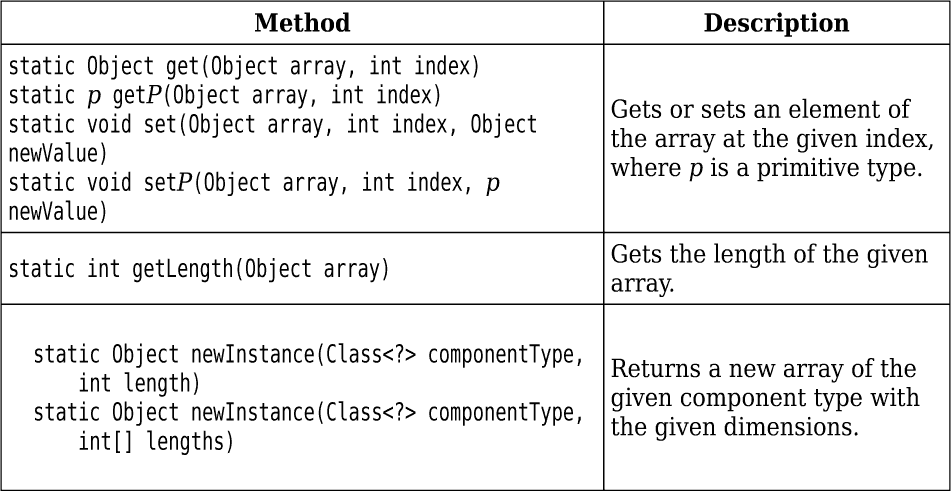 Method
Description
static Object get(Object array, int index)
static p getP(Object array, int index)
static void set(Object array, int index, Object
newValue)
static void setP(Object array, int index, p
newValue)
Gets or sets an element of
the array at the given index,
where p is a primitive type.
static int getLength(Object array)
Gets the length of the given
array.
static Object newInstance(Class<?> componentType,
int length)
static Object newInstance(Class<?> componentType,
int[] lengths)
Returns a new array of the
given component type with
the given dimensions.